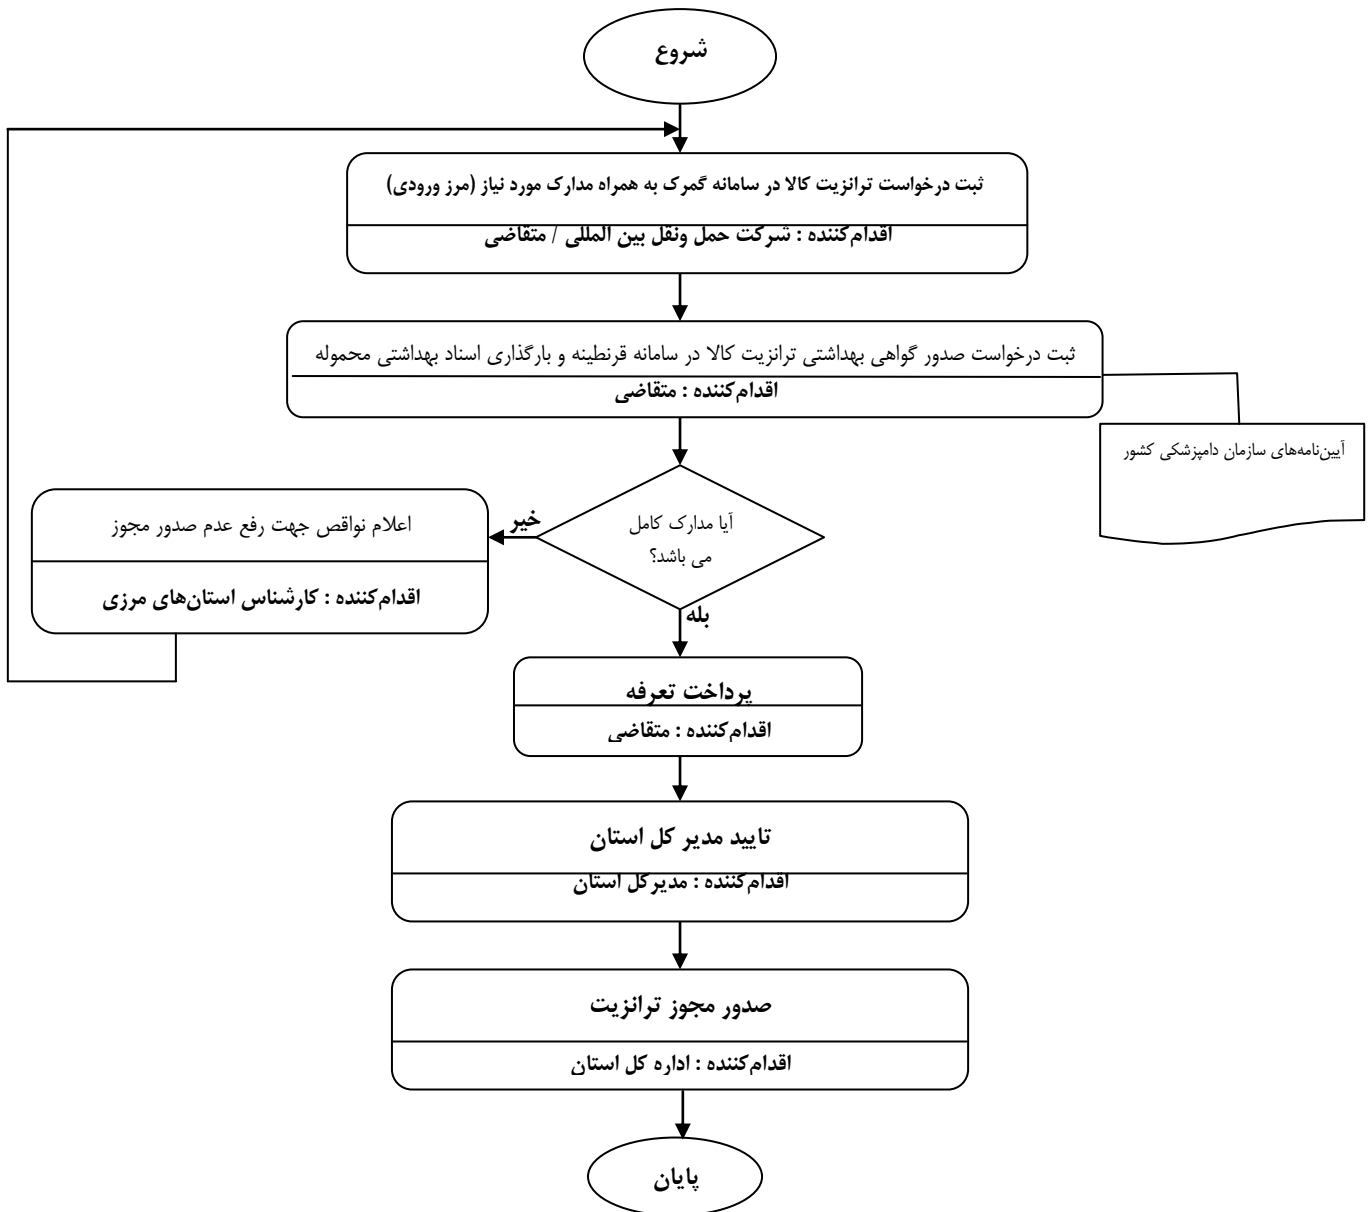 شروع
ثبت درخواست ترانزیت کالا در سامانه گمرک به همراه مدارک مورد نیاز (مرز ورودی)
اقدام‌کننده : شرکت حمل ونقل بین المللی / متقاضی
ثبت درخواست صدور گواهی بهداشتی ترانزیت کالا در سامانه قرنطینه و بارگذاری اسناد بهداشتی محموله
اقدام‌کننده : متقاضی
آیین‌نامه‌های سازمان دامپزشکی کشور
آیا مدارک کامل
می باشد؟
خیر
اعلام نواقص جهت رفع عدم صدور مجوز
اقدام‌کننده : کارشناس استان‌های مرزی
بله
پرداخت تعرفه
اقدام‌کننده : متقاضی
تایید مدیر کل استان
اقدام‌کننده : مدیرکل استان
صدور مجوز ترانزیت
اقدام‌کننده : اداره کل استان
پایان